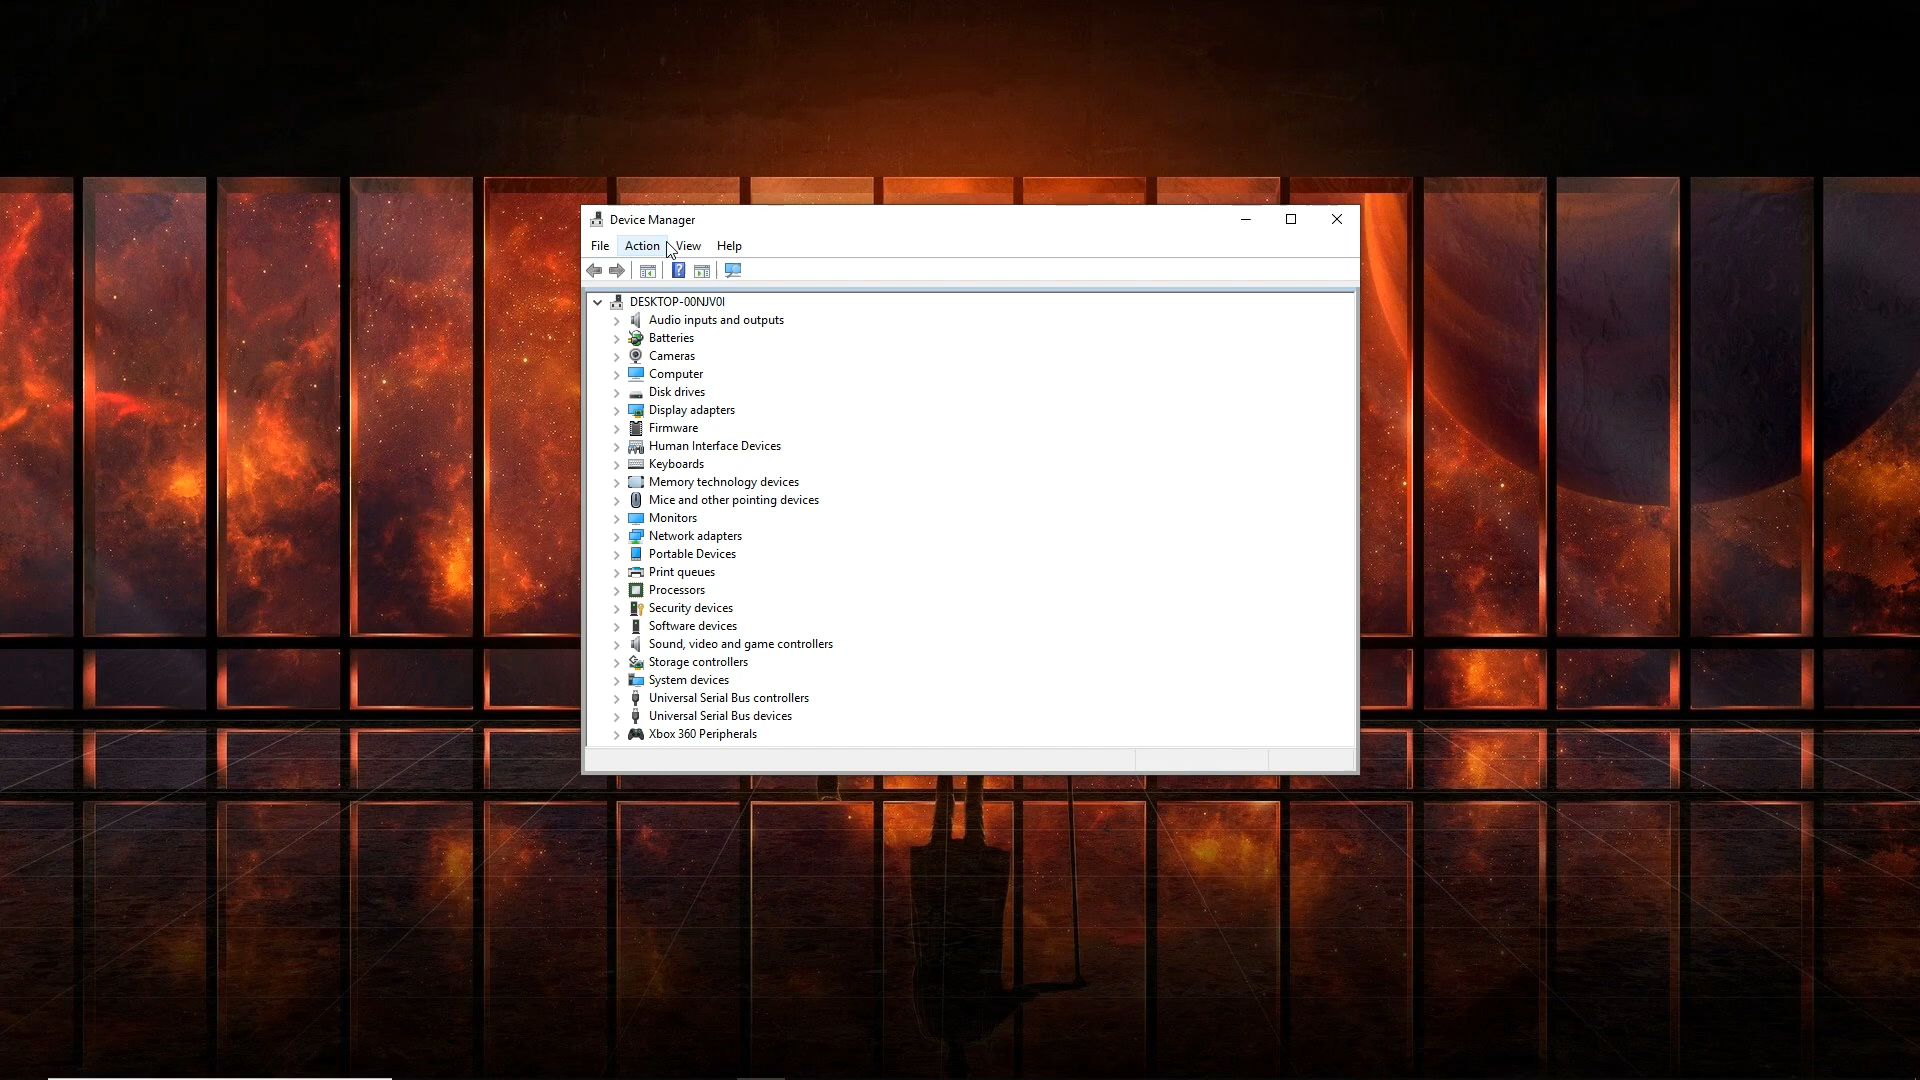 Device Manager
File Action View Help
DESKTOP-00NJV0I
Audio inputs and outputs
Batteries
Cameras
Computer
Disk drives
Display adapters
Firmware
Human Interface Devices
Keyboards
Memory technology devices
Mice and other pointing devices
Monitors
Network adapters
Portable Devices
Print queues
Processors
Security devices
Software devices
Sound, video and game controllers
Storage controllers
System devices
Universal Serial Bus controllers
Universal Serial Bus devices
Xbox 360 Peripherals